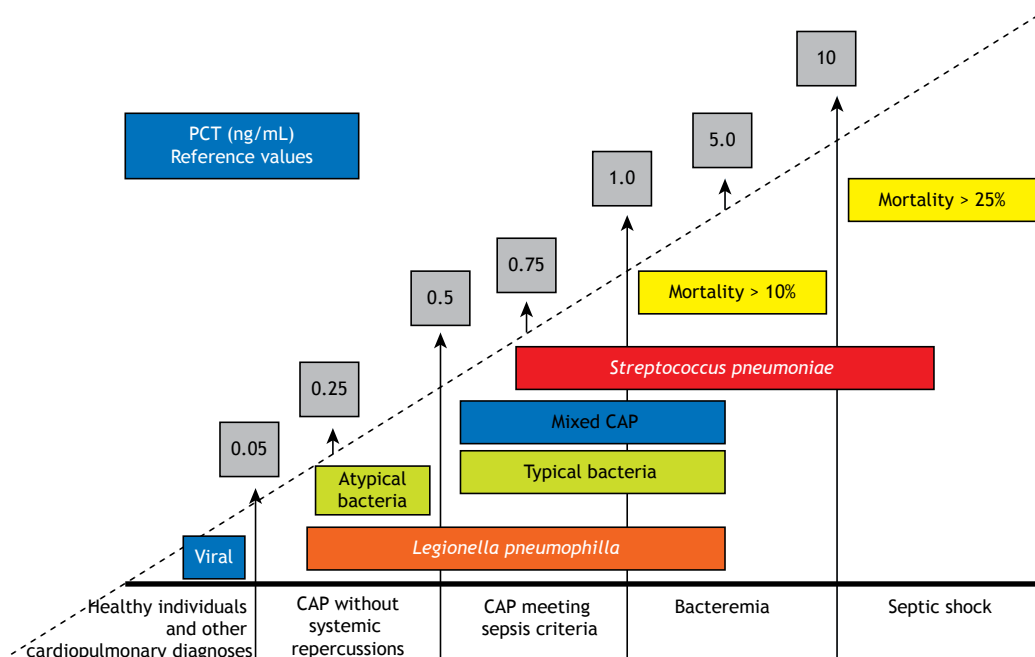 10
PCT (ng/mL)
Reference values
5.0
1.0
Mortality > 25%
0.75
0.5
Mortality > 10%
Streptococcus pneumoniae
0.25
Mixed CAP
0.05
Typical bacteria
Atypical
bacteria
Legionella pneumophilla
Viral
Healthy individuals
and other
cardiopulmonary diagnoses
CAP without
systemic
repercussions
CAP meeting
sepsis criteria
Bacteremia
Septic shock